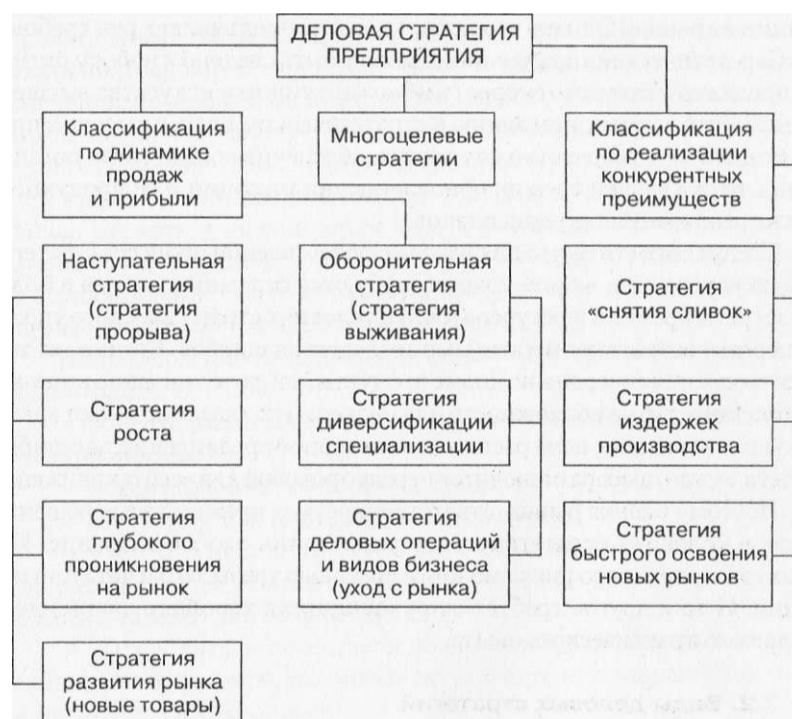 ДЕЛОВАЯ СТРАТЕГИЯ
ПРЕДПРИЯТИЯ
Классификация
по динамике
продаж
и прибыли
Миновые
стратегии
Классификация
по реализации
конкурентных
преимуществ
Наступательная
стратегия
(стратегия
прорыва)
Оборонительная
стратегия
(стратегия)
Стратегия
«снятия сливок»
Стратегия
роста
Стратегия
диверсификации
специализации
Стратегия
издержек
производства
Стратегия
глубокого
проникновения
на рынок
Стратегия
деловых операций
и видов бизнеса
(уход с рынка)
Стратегия
быстрого освоения
новых рынков
Стратегия
развития рынка
(новые товары)